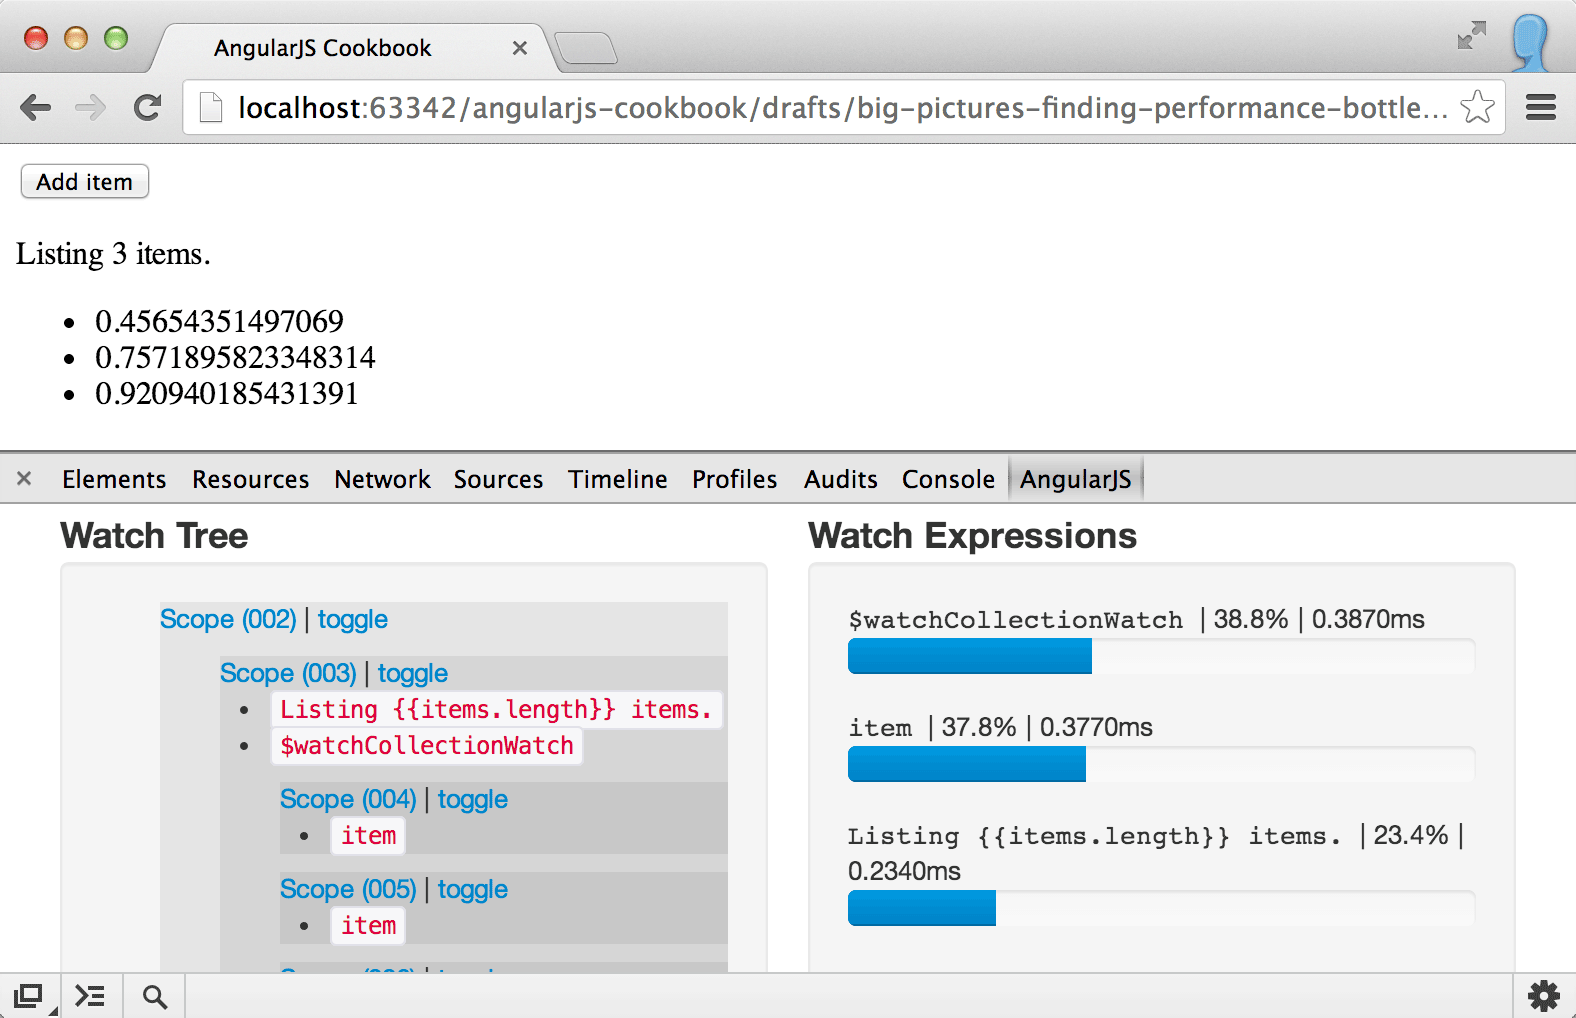 AngularJS Cookbook
localhost:63342/angularjs-cookbook/drafts/big-pictures-finding-performance-bottle...
Add item
Listing 3 items.
• 0.45654351497069
• 0.7571895823348314
• 0.920940185431391
Elements Resources Network Sources Timeline Profiles Audits Console AngularJS
Watch Tree
Scope (002) | toggle
Scope (003) | toggle
• Listing {{items.length}} items.
• $watchCollectionWatch
Scope (004) | toggle
• item
Scope (005) | toggle
• item
Watch Expressions
$watchCollectionWatch | 38.8% | 0.3870ms
item | 37.8% | 0.3770ms
Listing {{items.length}} items. | 23.4% |
0.2340ms